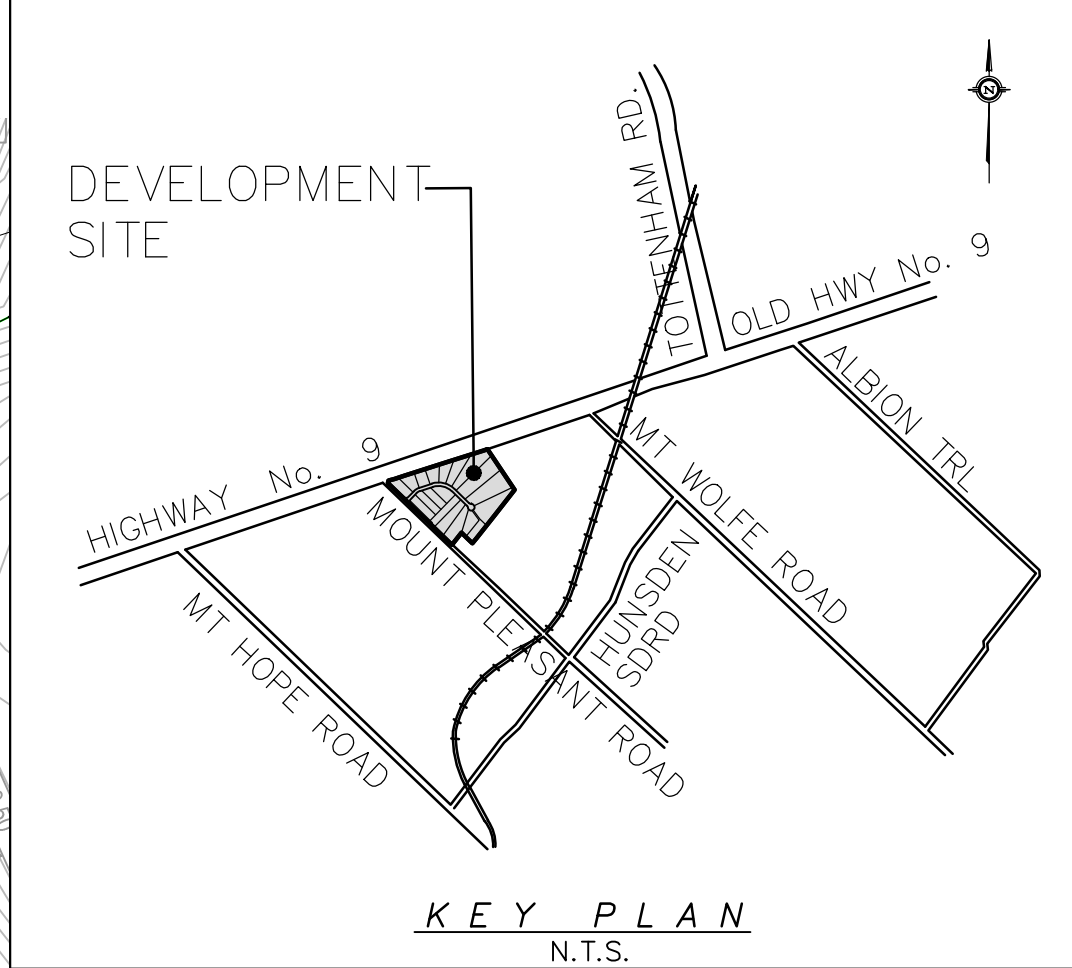 N
DEVELOPMENT
SITE
TOTTENHAM RD.
OLD HWY No. 9
HIGHWAY No. 9
ALBION TRL
MT WOLFE ROAD
MOUNT PLEASANT ROAD
HUNSDEN
SDRD
MT HOPE ROAD
KEY PLAN
N.T.S.